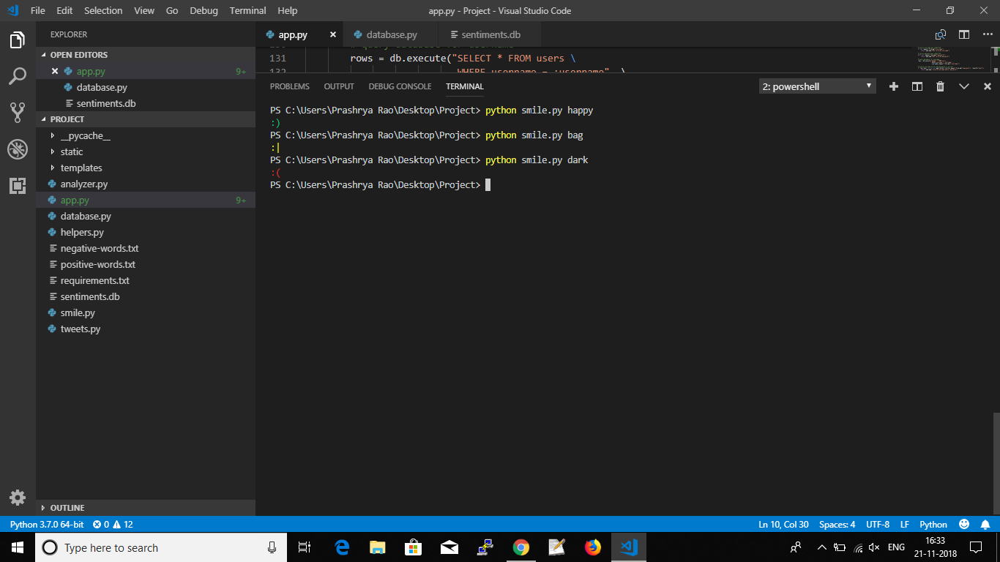 File Edit Selection View Go Debug Terminal Help
app.py - Project - Visual Studio Code
EXPLORER
OPEN EDITORS
app.py 9+
database.py
sentiments.db
PROJECT
__pycache__
static
templates
analyzer.py
app.py 9+
database.py
helpers.py
negative-words.txt
positive-words.txt
requirements.txt
sentiments.db
smile.py
tweets.py
OUTLINE
app.py database.py sentiments.db
131 rows = db.execute("SELECT * FROM users \
132 WHERE username = :username" \
PROBLEMS OUTPUT DEBUG CONSOLE TERMINAL
2: powershell
PS C:\Users\Prashrya Rao\Desktop\Project> python smile.py happy
:)
PS C:\Users\Prashrya Rao\Desktop\Project> python smile.py bag
:|
PS C:\Users\Prashrya Rao\Desktop\Project> python smile.py dark
:(
PS C:\Users\Prashrya Rao\Desktop\Project>
Python 3.7.0 64-bit 0 12
Ln 10, Col 30 Spaces: 4 UTF-8 LF Python
Type here to search
ENG
16:33
21-11-2018